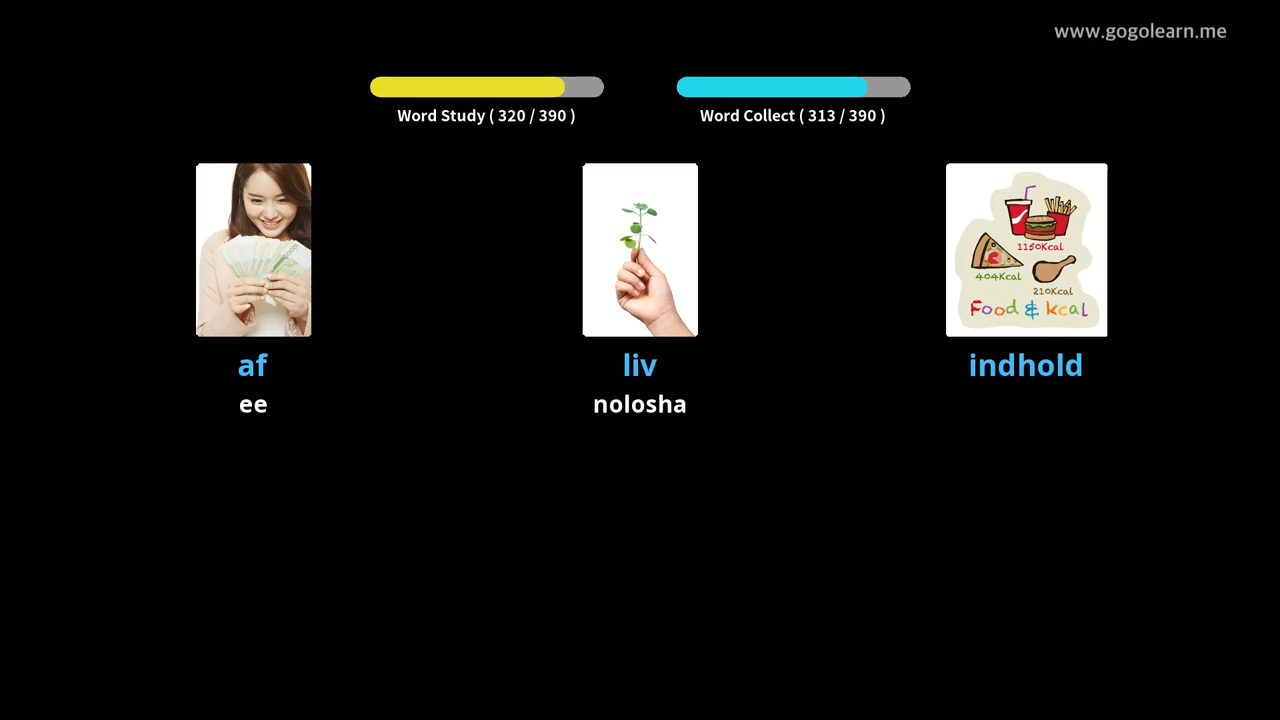 www.gogolearn.me
Word Study ( 320 / 390 )
Word Collect ( 313 / 390 )
1150Kcal
404Kcal
210Kcal
Food & kcal
af
liv
indhold
ee
nolosha